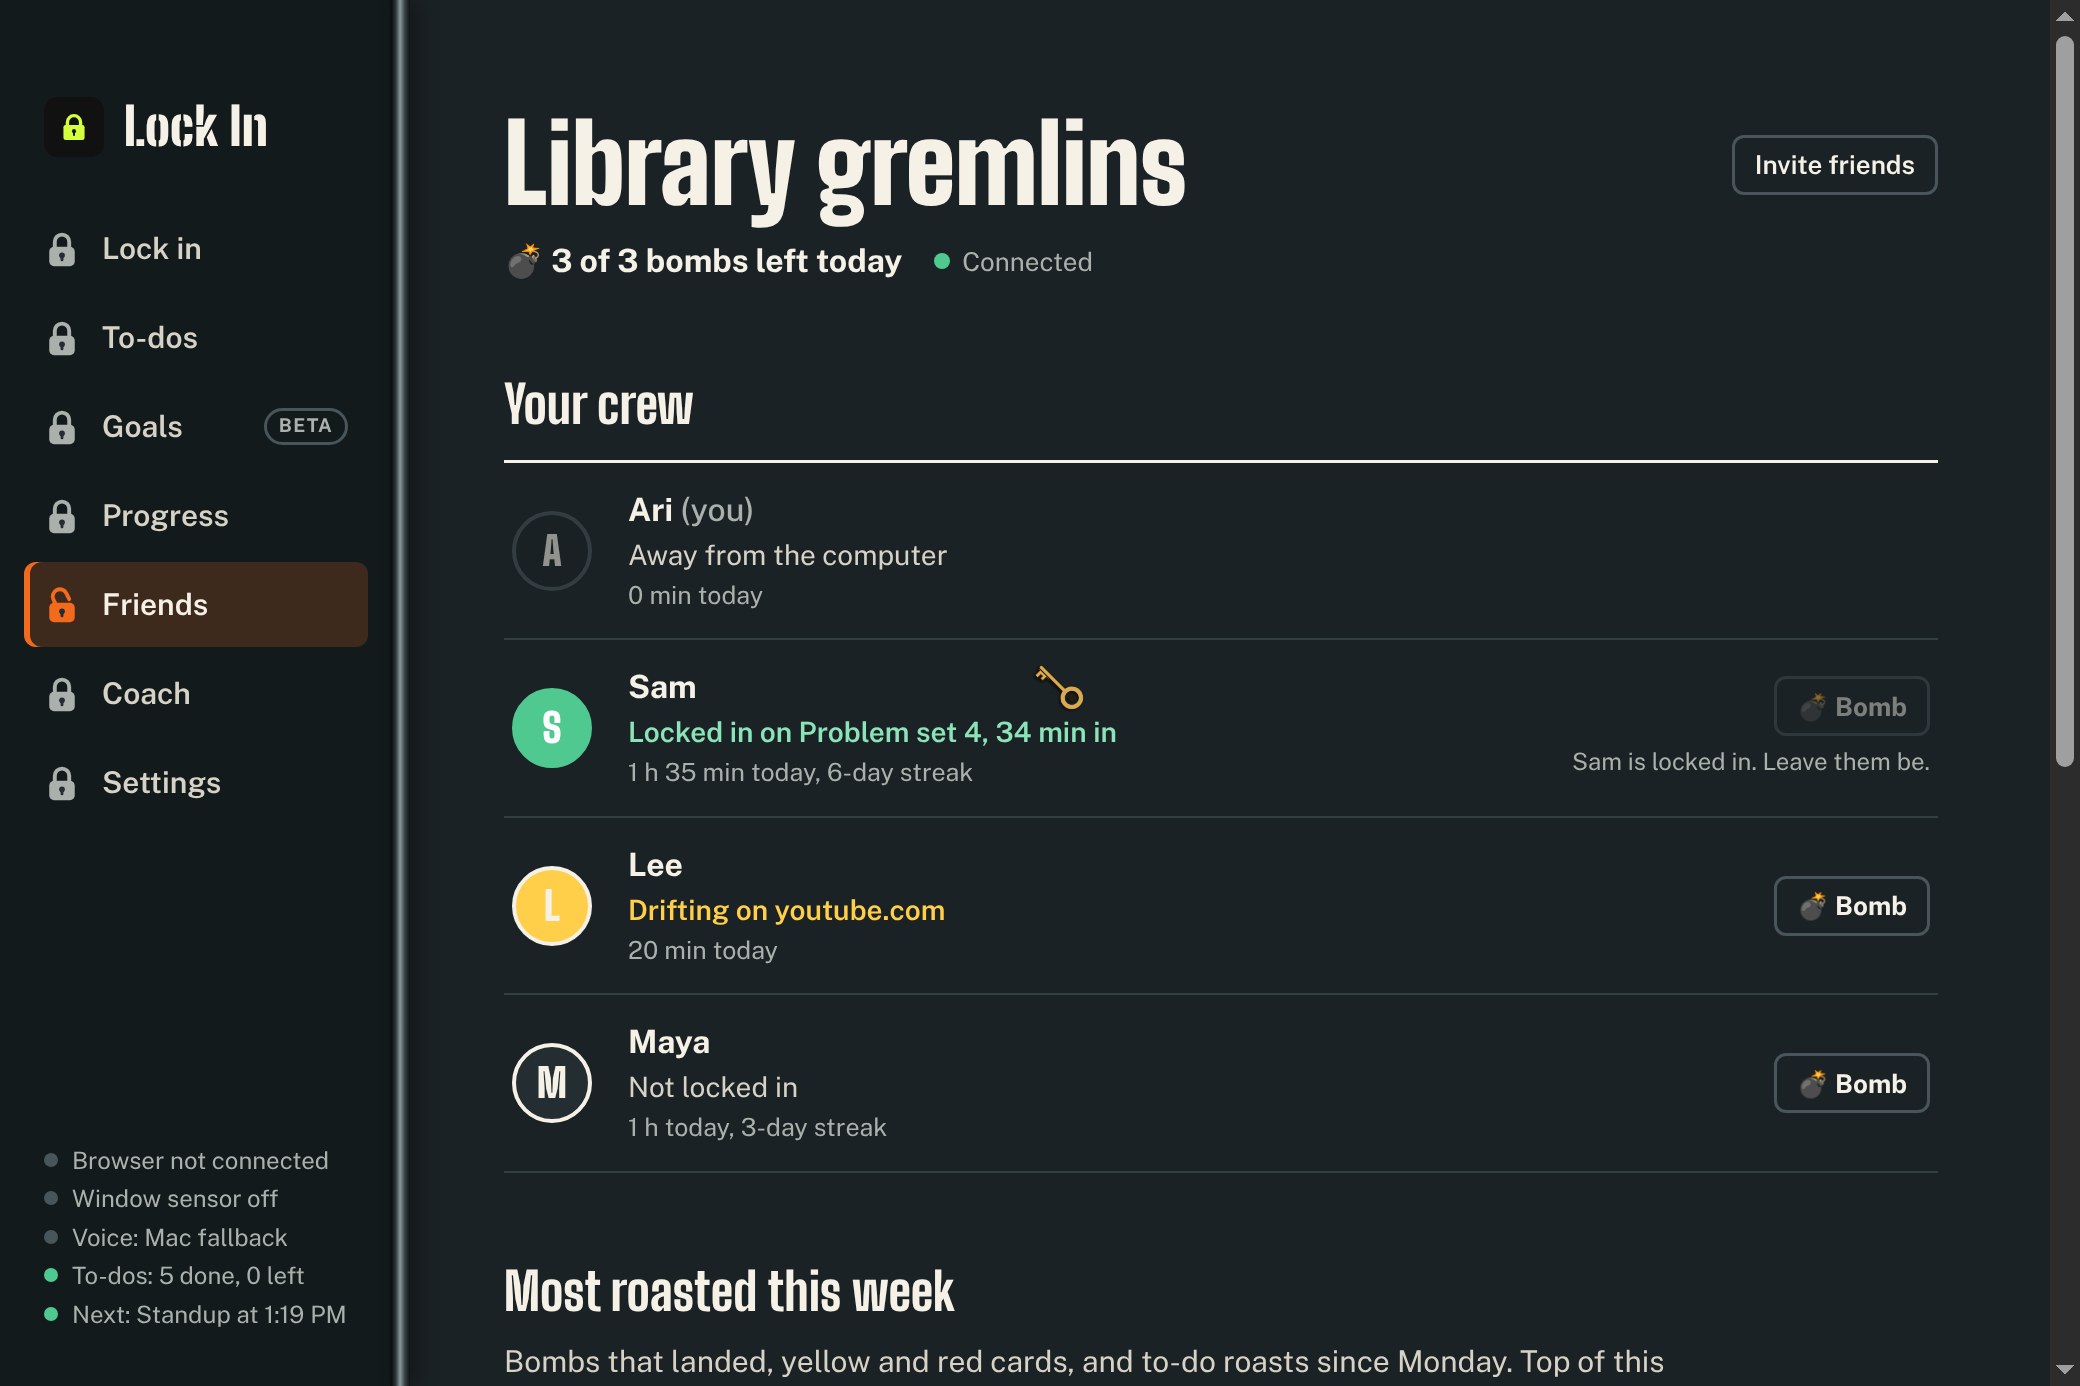 Lock In
Lock in
To-dos
Goals BETA
Progress
Friends
Coach
Settings
Browser not connected
Window sensor off
Voice: Mac fallback
To-dos: 5 done, 0 left
Next: Standup at 1:19 PM
Library gremlins
Invite friends
3 of 3 bombs left today Connected
Your crew
A
Ari (you)
Away from the computer
0 min today
S
Sam
Locked in on Problem set 4, 34 min in
1 h 35 min today, 6-day streak
Bomb
Sam is locked in. Leave them be.
L
Lee
Drifting on youtube.com
20 min today
Bomb
M
Maya
Not locked in
1 h today, 3-day streak
Bomb
Most roasted this week
Bombs that landed, yellow and red cards, and to-do roasts since Monday. Top of this